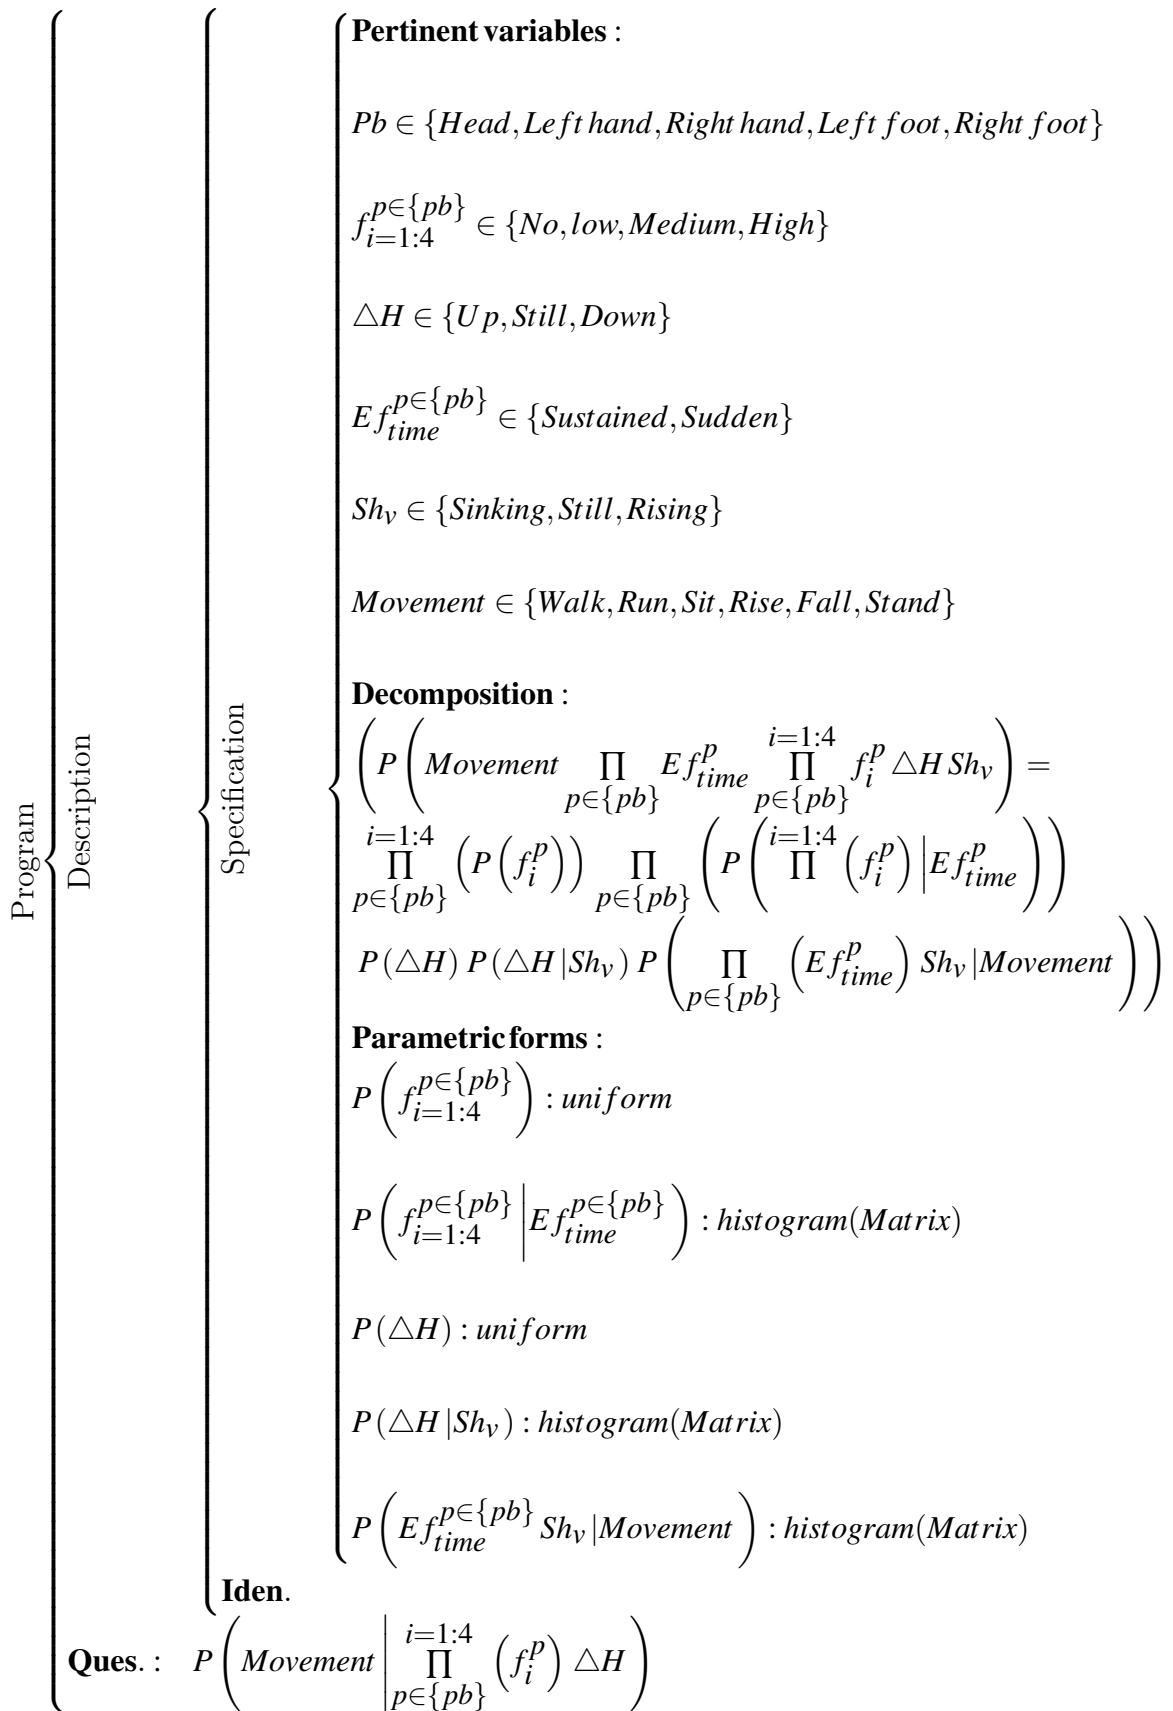 Program
Description
Specification
Pertinent variables :
Pb ∈ {Head, Left hand, Right hand, Left foot, Right foot}
f_{i=1:4}^{p∈{pb}} ∈ {No, low, Medium, High}
△H ∈ {Up, Still, Down}
Ef_{time}^{p∈{pb}} ∈ {Sustained, Sudden}
Sh_v ∈ {Sinking, Still, Rising}
Movement ∈ {Walk, Run, Sit, Rise, Fall, Stand}
Decomposition :
(P(Movement ∏_{p∈{pb}} Ef_{time}^{p} ∏_{p∈{pb}}^{i=1:4} f_i^p △H Sh_v) =
∏_{p∈{pb}}^{i=1:4} (P(f_i^p)) ∏_{p∈{pb}} (P(∏^{i=1:4} (f_i^p) | Ef_{time}^{p}))
P(△H) P(△H | Sh_v) P(∏_{p∈{pb}} (Ef_{time}^{p}) Sh_v | Movement))
Parametric forms :
P(f_{i=1:4}^{p∈{pb}}) : uniform
P(f_{i=1:4}^{p∈{pb}} | Ef_{time}^{p∈{pb}}) : histogram(Matrix)
P(△H) : uniform
P(△H | Sh_v) : histogram(Matrix)
P(Ef_{time}^{p∈{pb}} Sh_v | Movement) : histogram(Matrix)
Iden.
Ques. : P(Movement | ∏_{p∈{pb}}^{i=1:4} (f_i^p) △H)